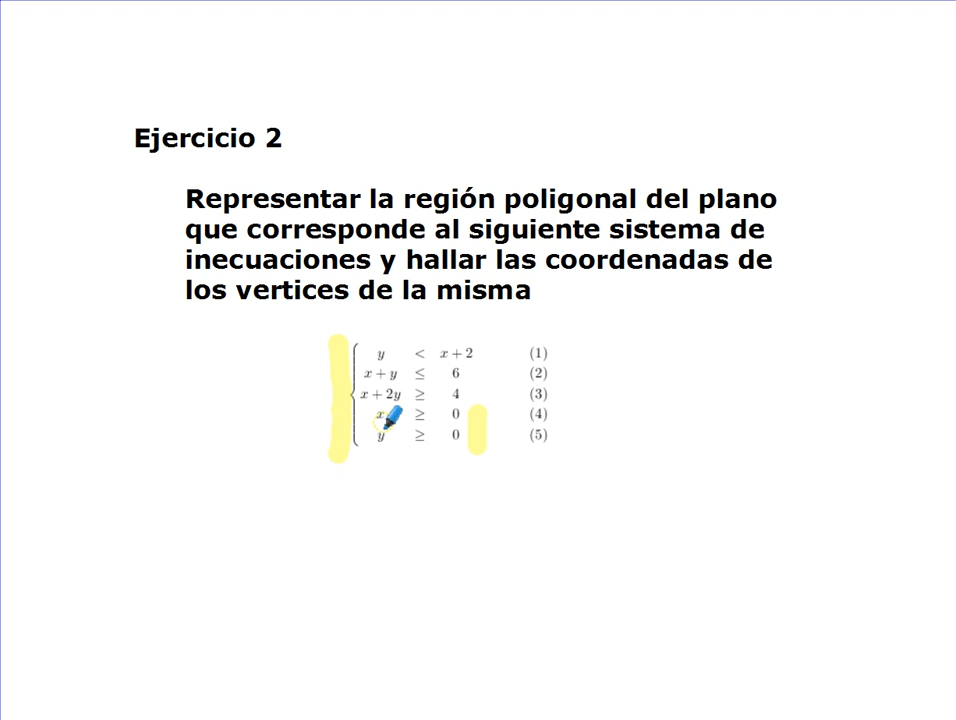 Ejercicio 2
Representar la región poligonal del plano
que corresponde al siguiente sistema de
inecuaciones y hallar las coordenadas de
los vertices de la misma
y < x + 2 (1)
x + y ≤ 6 (2)
x + 2y ≥ 4 (3)
x ≥ 0 (4)
y ≥ 0 (5)